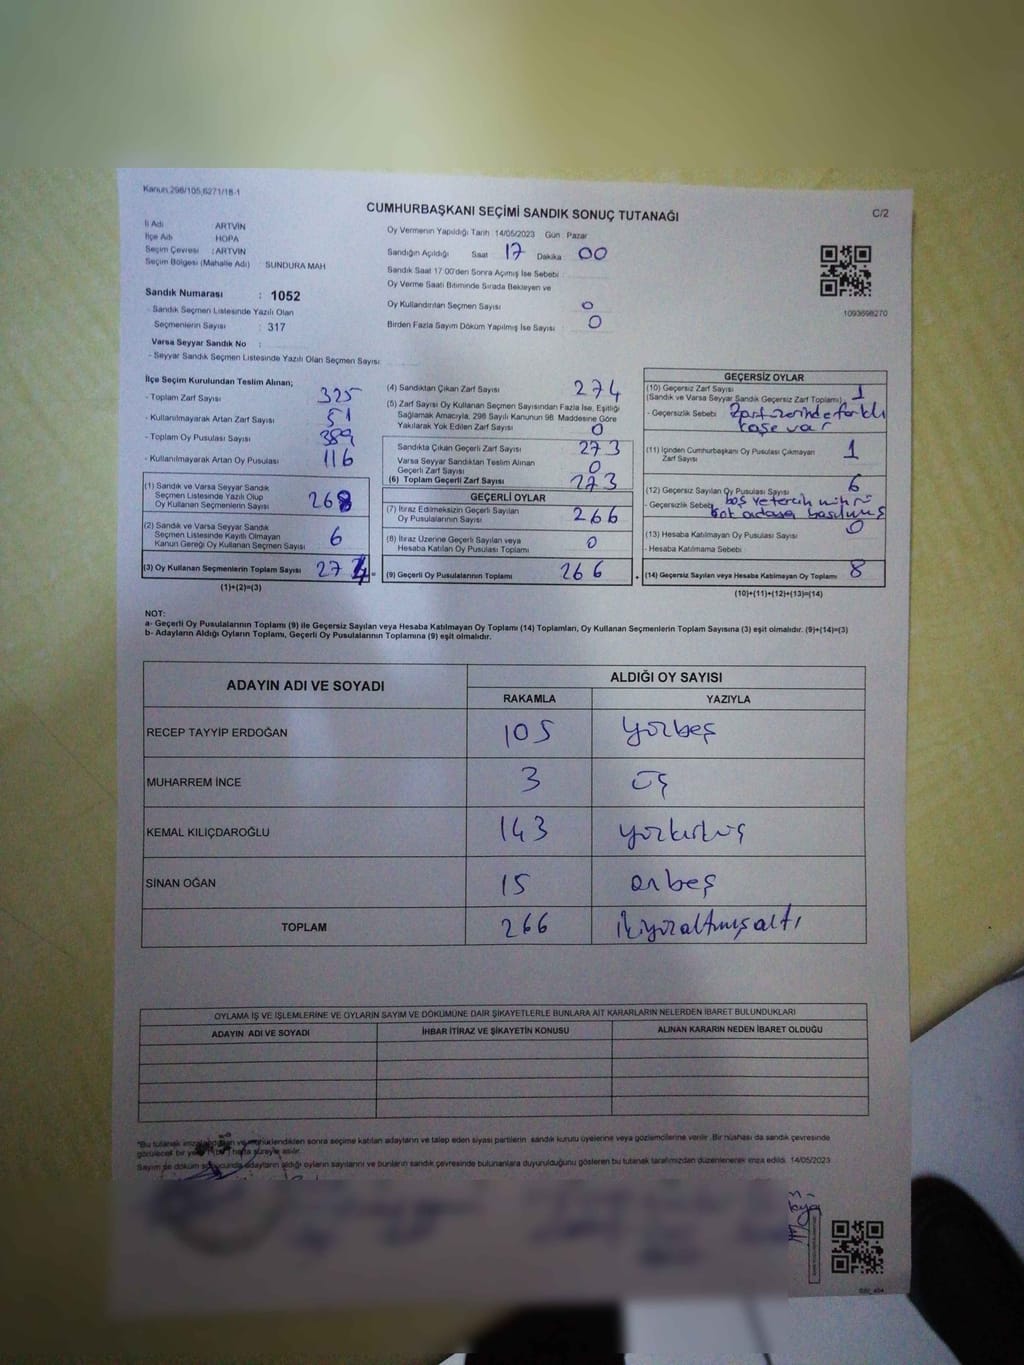 Kanun 298/105,6271/18-1
CUMHURBAŞKANI SEÇİMİ SANDIK SONUÇ TUTANAĞI
C/2
İl Adı ARTVİN
İlçe Adı HOPA
Seçim Çevresi : ARTVİN
Seçim Bölgesi (Mahalle Adı) SUNDURA MAH
Sandık Numarası : 1052
- Sandık Seçmen Listesinde Yazılı Olan
Seçmenlerin Sayısı : 317
Varsa Seyyar Sandık No :
- Seyyar Sandık Seçmen Listesinde Yazılı Olan Seçmen Sayısı:
Oy Vermenin Yapıldığı Tarih 14/05/2023 Gün Pazar
Sandığın Açıldığı Saat 17 Dakika 00
Sandık Saat 17:00'den Sonra Açımış İse Sebebi
Oy Verme Saati Bitiminde Sırada Bekleyen ve
Oy Kullandırılan Seçmen Sayısı 0
Birden Fazla Sayım Döküm Yapılmış İse Sayısı 0
1093698270
İlçe Seçim Kurulundan Teslim Alınan;
- Toplam Zarf Sayısı 325
- Kullanılmayarak Artan Zarf Sayısı 51
- Toplam Oy Pusulası Sayısı 389
- Kullanılmayarak Artan Oy Pusulası 116
(1) Sandık ve Varsa Seyyar Sandık
Seçmen Listesinde Yazılı Olup
Oy Kullanan Seçmenlerin Sayısı 268
(2) Sandık ve Varsa Seyyar Sandık
Seçmen Listesinde Kayıtlı Olmayan
Kanun Gereği Oy Kullanan Seçmen Sayısı 6
(3) Oy Kullanan Seçmenlerin Toplam Sayısı 274
(1)+(2)=(3)
(4) Sandıktan Çıkan Zarf Sayısı 274
(5) Zarf Sayısı Oy Kullanan Seçmen Sayısından Fazla İse, Eşitliği
Sağlamak Amacıyla, 298 Sayılı Kanunun 98. Maddesine Göre
Yakılarak Yok Edilen Zarf Sayısı 0
Sandıkta Çıkan Geçerli Zarf Sayısı 273
Varsa Seyyar Sandıktan Teslim Alınan
Geçerli Zarf Sayısı 0
(6) Toplam Geçerli Zarf Sayısı 273
GEÇERLİ OYLAR
(7) İtiraz Edilmeksizin Geçerli Sayılan
Oy Pusulalarının Sayısı 266
(8) İtiraz Üzerine Geçerli Sayılan veya
Hesaba Katılan Oy Pusulası Toplamı 0
(9) Geçerli Oy Pusulalarının Toplamı 266
GEÇERSİZ OYLAR
(10) Geçersiz Zarf Sayısı
(Sandık ve Varsa Seyyar Sandık Geçersiz Zarf Toplamı) 1
- Geçersizlik Sebebi Zarf üzerinde farklı
kaşe var
(11) İçinden Cumhurbaşkanı Oy Pusulası Çıkmayan
Zarf Sayısı 1
(12) Geçersiz Sayılan Oy Pusulası Sayısı 6
- Geçersizlik Sebebi boş ve tercih mührü
çok adaya basılmış
(13) Hesaba Katılmayan Oy Pusulası Sayısı 0
- Hesaba Katılmama Sebebi
(14) Geçersiz Sayılan veya Hesaba Katılmayan Oy Toplamı 8
(10)+(11)+(12)+(13)=(14)
NOT:
a- Geçerli Oy Pusulalarının Toplamı (9) ile Geçersiz Sayılan veya Hesaba Katılmayan Oy Toplamı (14) Toplamları, Oy Kullanan Seçmenlerin Toplam Sayısına (3) eşit olmalıdır. (9)+(14)=(3)
b- Adayların Aldığı Oyların Toplamı, Geçerli Oy Pusulalarının Toplamına (9) eşit olmalıdır.
ADAYIN ADI VE SOYADI
ALDIĞI OY SAYISI
RAKAMLA YAZIYLA
RECEP TAYYİP ERDOĞAN 105 yüzbeş
MUHARREM İNCE 3 üç
KEMAL KILIÇDAROĞLU 143 yüzkırküç
SİNAN OĞAN 15 onbeş
TOPLAM 266 ikiyüzaltmışaltı
OYLAMA İŞ VE İŞLEMLERİNE VE OYLARIN SAYIM VE DÖKÜMÜNE DAİR ŞİKAYETLERLE BUNLARA AİT KARARLARIN NELERDEN İBARET BULUNDUKLARI
ADAYIN ADI VE SOYADI İHBAR İTİRAZ VE ŞİKAYETİN KONUSU ALINAN KARARIN NEDEN İBARET OLDUĞU
*Bu tutanak ve mühürlendikten sonra seçime katılan adayların ve talep eden siyasi partilerin sandık kurulu üyelerine veya gözlemcilerine verilir. Bir nüshası da sandık çevresinde
görülecek bir hafta süreyle asılır.
Sayım ve döküm sonucunda adayların aldığı oyların sayılarını ve bunların sandık çevresinde bulunanlara duyurulduğunu gösteren bu tutanak tarafımızdan düzenlenerek imza edildi. 14/05/2023